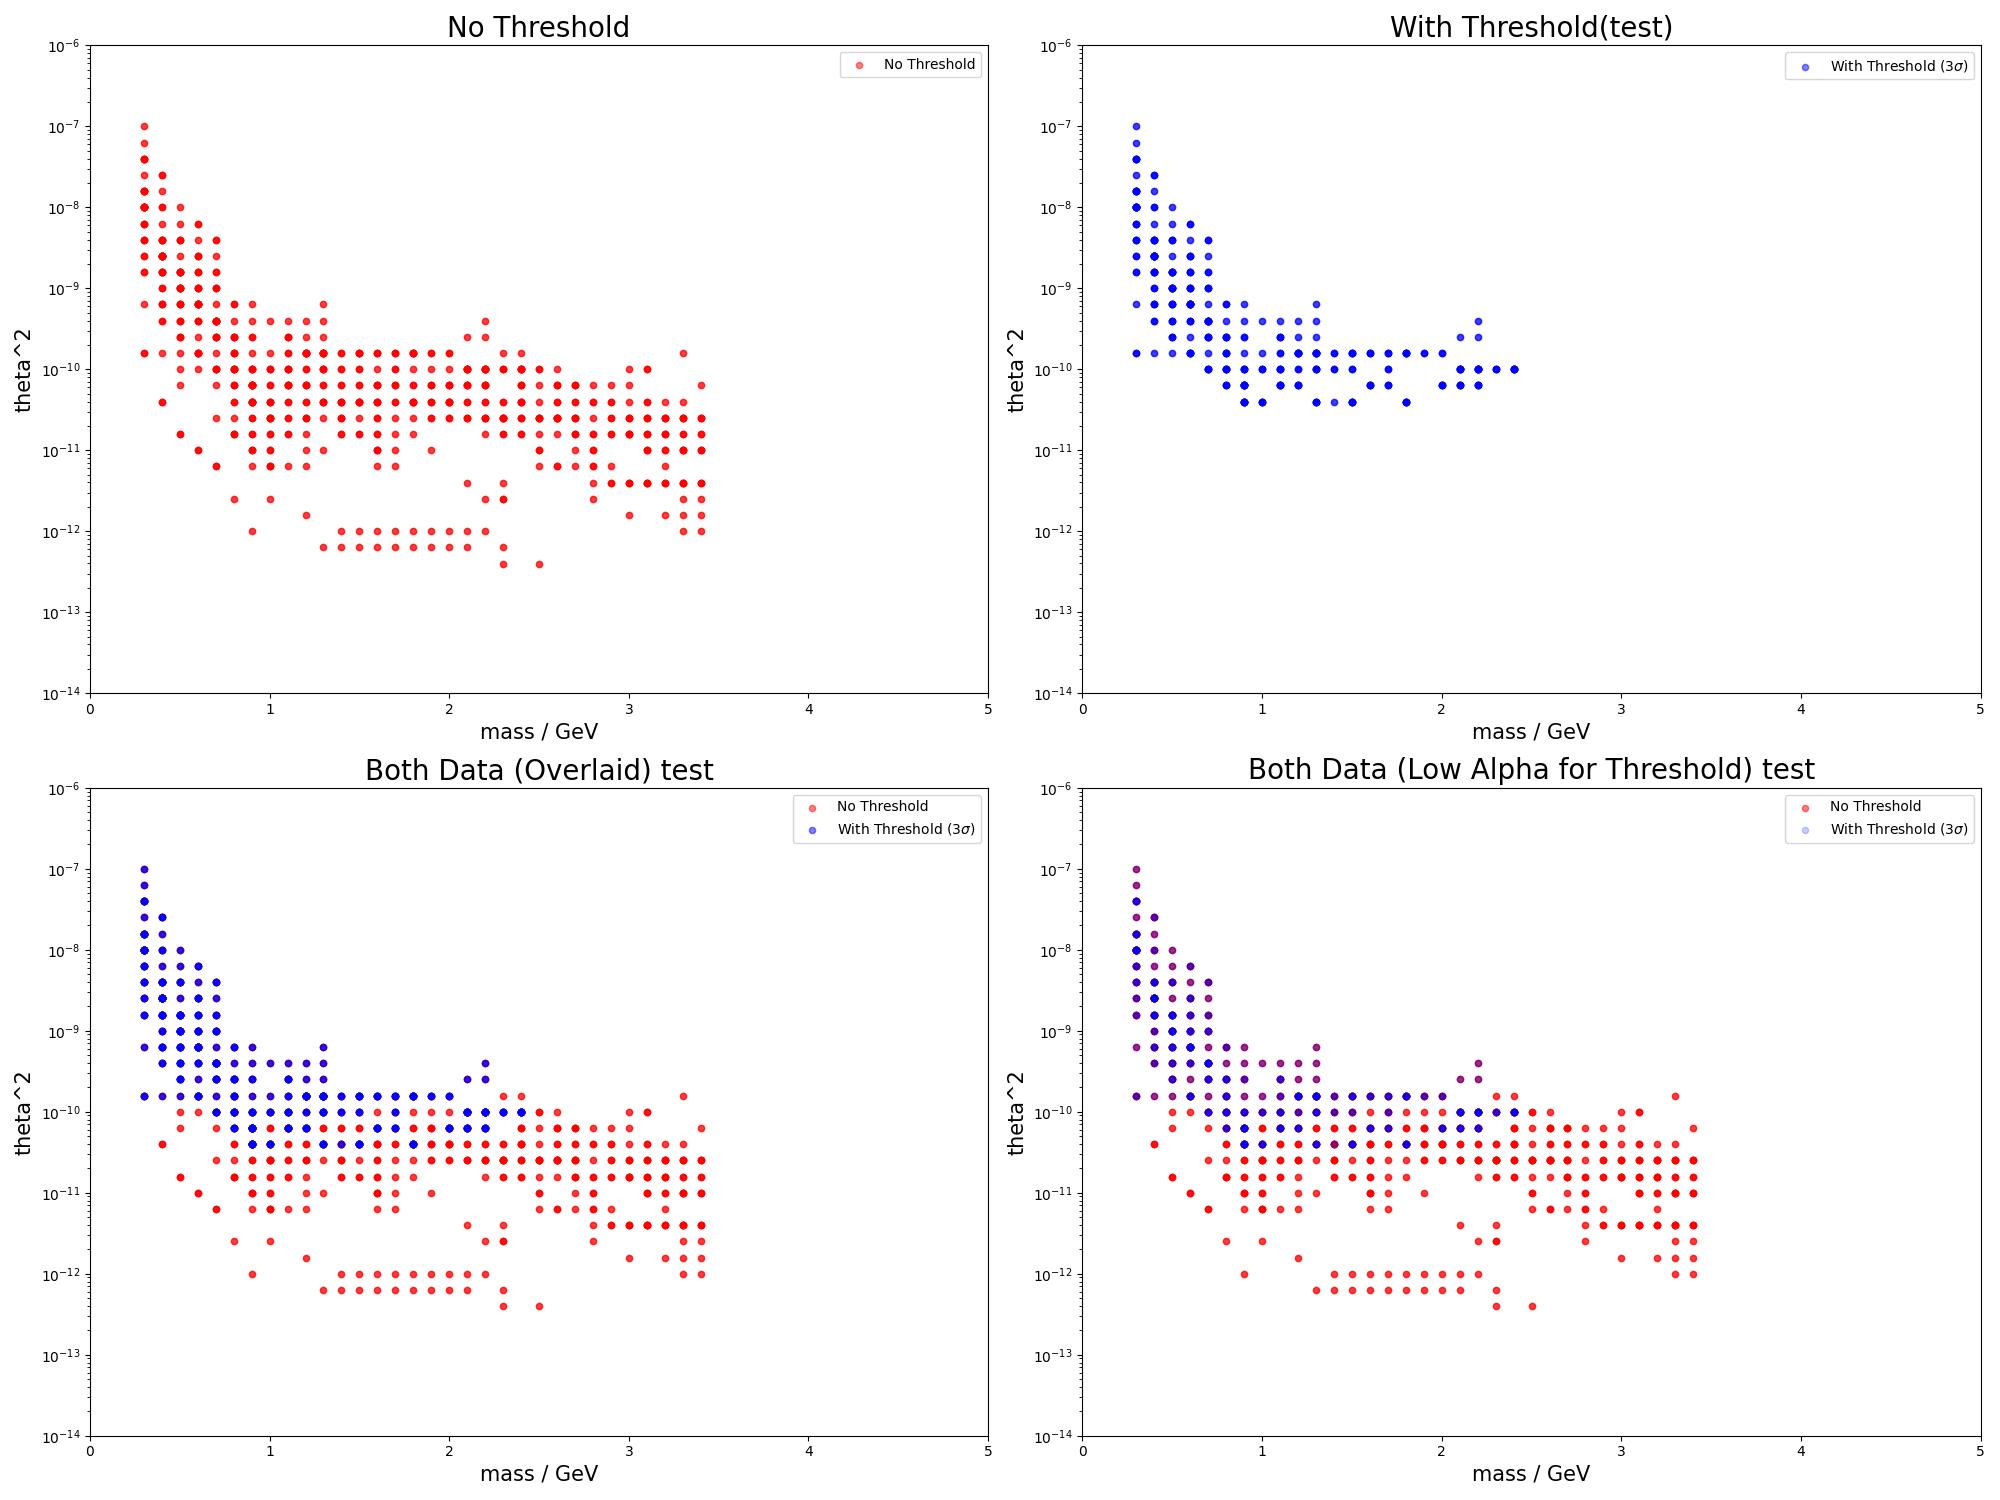 No Threshold
10⁻⁶
10⁻⁷
10⁻⁸
10⁻⁹
10⁻¹⁰
10⁻¹¹
10⁻¹²
10⁻¹³
10⁻¹⁴
theta^2
No Threshold
0 1 2 3 4 5
mass / GeV
With Threshold(test)
10⁻⁶
10⁻⁷
10⁻⁸
10⁻⁹
10⁻¹⁰
10⁻¹¹
10⁻¹²
10⁻¹³
10⁻¹⁴
theta^2
With Threshold (3σ)
0 1 2 3 4 5
mass / GeV
Both Data (Overlaid) test
10⁻⁶
10⁻⁷
10⁻⁸
10⁻⁹
10⁻¹⁰
10⁻¹¹
10⁻¹²
10⁻¹³
10⁻¹⁴
theta^2
No Threshold
With Threshold (3σ)
0 1 2 3 4 5
mass / GeV
Both Data (Low Alpha for Threshold) test
10⁻⁶
10⁻⁷
10⁻⁸
10⁻⁹
10⁻¹⁰
10⁻¹¹
10⁻¹²
10⁻¹³
10⁻¹⁴
theta^2
No Threshold
With Threshold (3σ)
0 1 2 3 4 5
mass / GeV